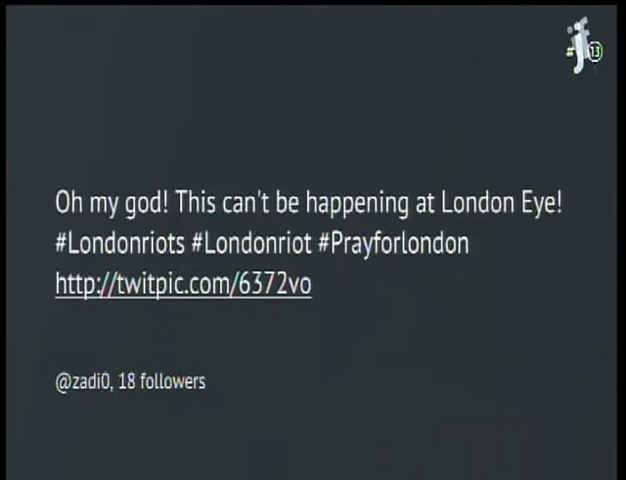 #ijf13
Oh my god! This can't be happening at London Eye!
#Londonriots #Londonriot #Prayforlondon
http://twitpic.com/6372vo
@zadi0, 18 followers